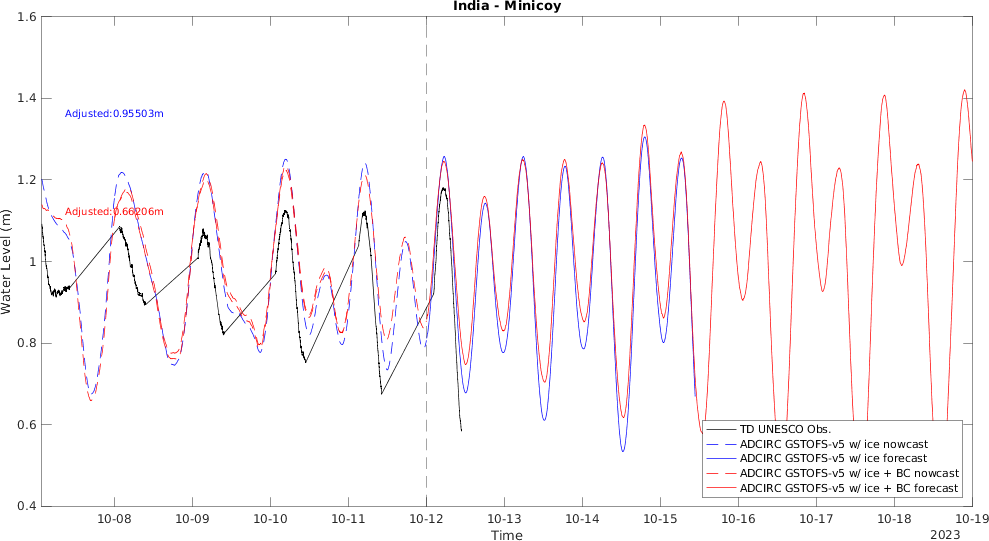 India - Minicoy
1.6
1.4
1.2
1
0.8
0.6
0.4
Water Level (m)
Adjusted:0.95503m
Adjusted:0.66206m
TD UNESCO Obs.
ADCIRC GSTOFS-v5 w/ ice nowcast
ADCIRC GSTOFS-v5 w/ ice forecast
ADCIRC GSTOFS-v5 w/ ice + BC nowcast
ADCIRC GSTOFS-v5 w/ ice + BC forecast
10-08 10-09 10-10 10-11 10-12 10-13 10-14 10-15 10-16 10-17 10-18 10-19
Time
2023